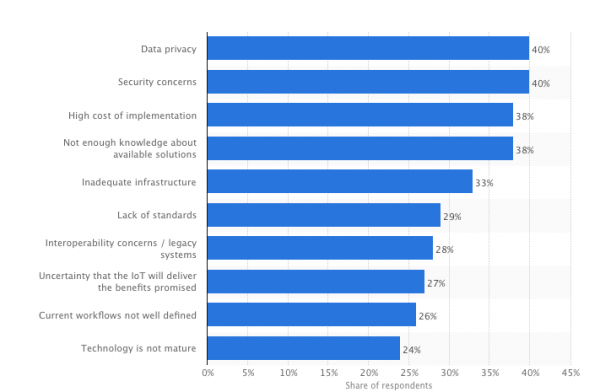 Data privacy
40%
Security concerns
40%
High cost of implementation
38%
Not enough knowledge about
available solutions
38%
Inadequate infrastructure
33%
Lack of standards
29%
Interoperability concerns / legacy
systems
28%
Uncertainty that the IoT will deliver
the benefits promised
27%
Current workflows not well defined
26%
Technology is not mature
24%
0% 5% 10% 15% 20% 25% 30% 35% 40% 45%
Share of respondents